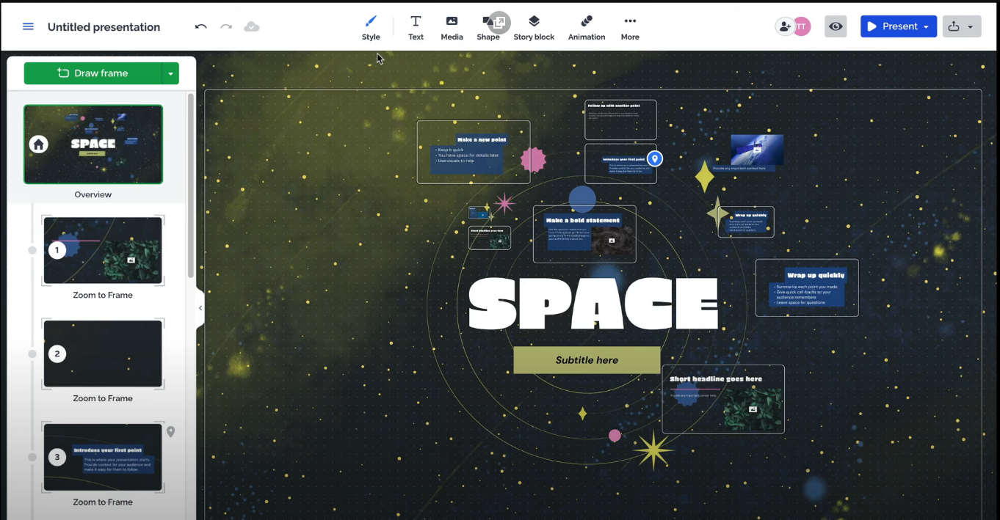 Untitled presentation
Style
Text
Media
Shape
Story block
Animation
More
TT
Present
Draw frame
SPACE
Overview
1
Zoom to Frame
2
Zoom to Frame
3
Introduce your first point
This is where your presentation starts.
Provide context for your audience and
make it easy for them to follow.
Zoom to Frame
Follow up with another point
Make a new point
• Keep it quick
• You have space for details later
• Use visuals to help
Introduce your first point
Provide any important context here
Make a bold statement
Short headline goes here
Wrap up quickly
Wrap up quickly
• Summarize each point you made
• Give quick call-backs so your
audience remembers
• Leave space for questions
SPACE
Subtitle here
Short headline goes here
Provide any important context here